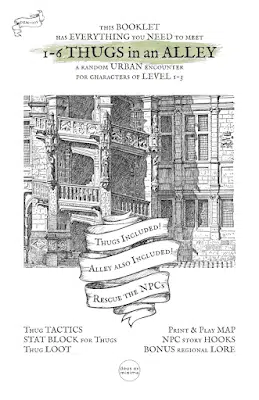 THIS BOOKLET
HAS EVERYTHING YOU NEED TO MEET
1-6 THUGS in an ALLEY
A RANDOM URBAN ENCOUNTER
FOR CHARACTERS OF LEVEL 1-3
Thugs Included!
Alley also Included!
Rescue the NPCs
Thug TACTICS
STAT BLOCK for Thugs
Thug LOOT
Print & Play MAP
NPC story HOOKS
BONUS regional LORE